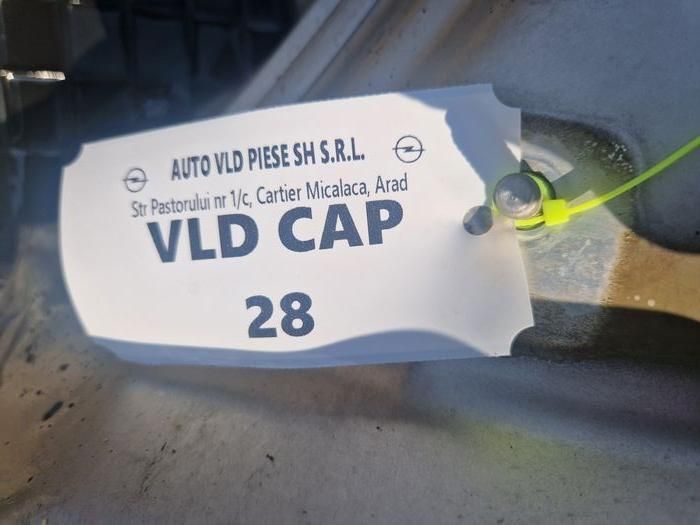 AUTO VLD PIESE SH S.R.L.
Str Pastorului nr 1/c, Cartier Micalaca, Arad
VLD CAP
28